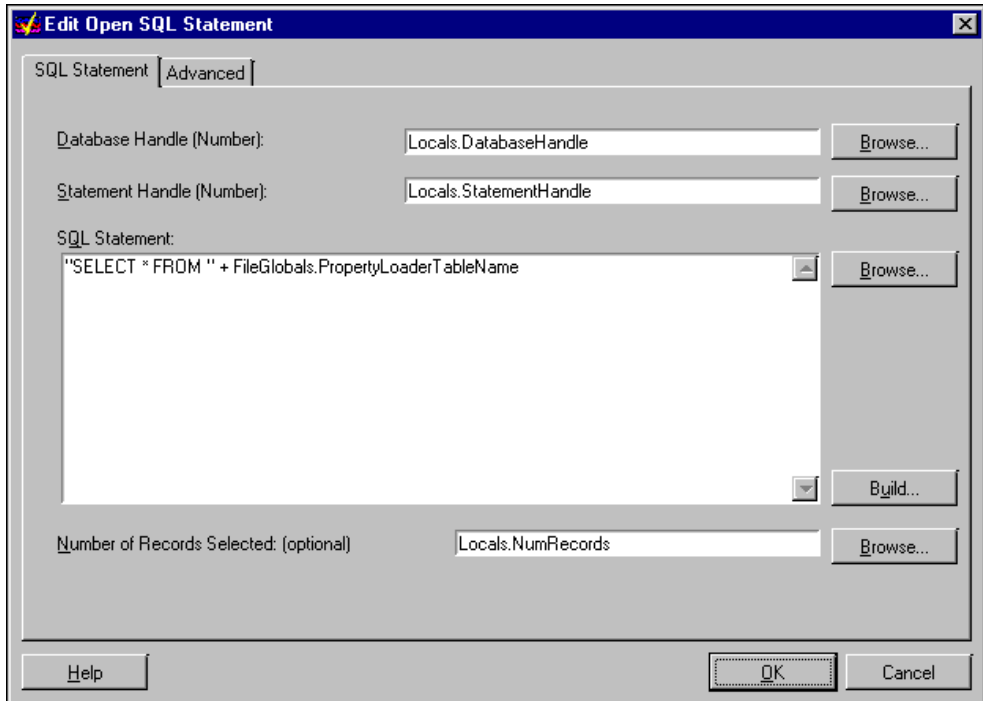 Edit Open SQL Statement
SQL Statement Advanced
Database Handle (Number): Locals.DatabaseHandle Browse...
Statement Handle (Number): Locals.StatementHandle Browse...
SQL Statement:
"SELECT * FROM " + FileGlobals.PropertyLoaderTableName Browse...
Build...
Number of Records Selected: (optional) Locals.NumRecords Browse...
Help OK Cancel